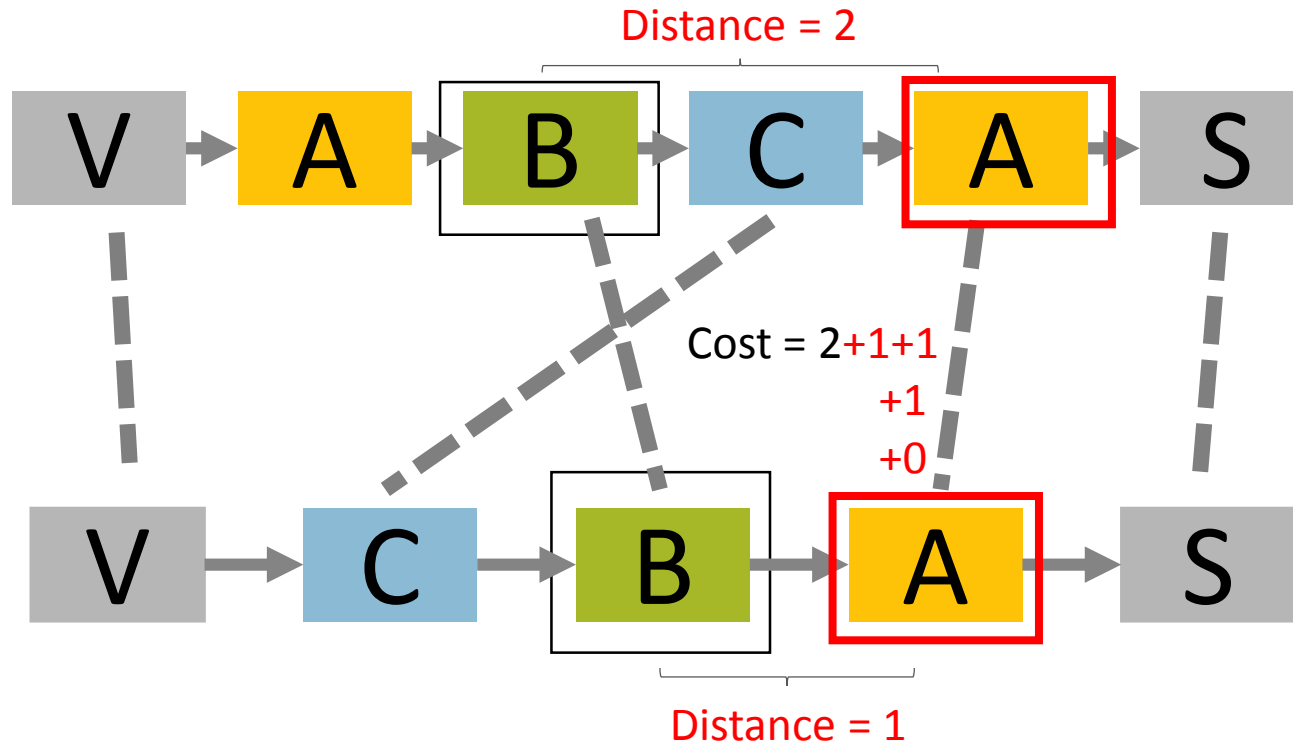 Distance = 2
V A B C A S
Cost = 2+1+1
+1
+0
V C B A S
Distance = 1